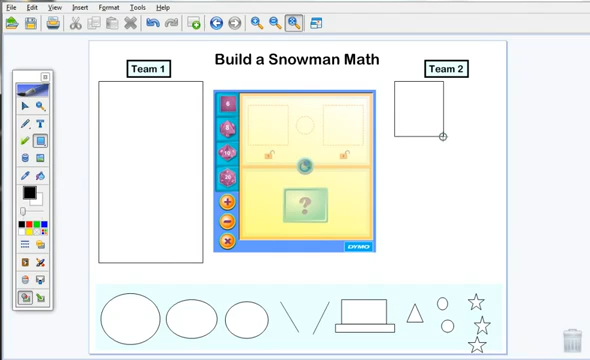 File Edit View Insert Format Tools Help
Build a Snowman Math
Team 1
Team 2
6
8
10
20
?
DYMO